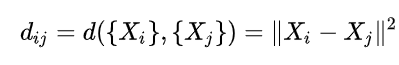 d_{ij} = d({X_i}, {X_j}) = ‖X_i − X_j‖²